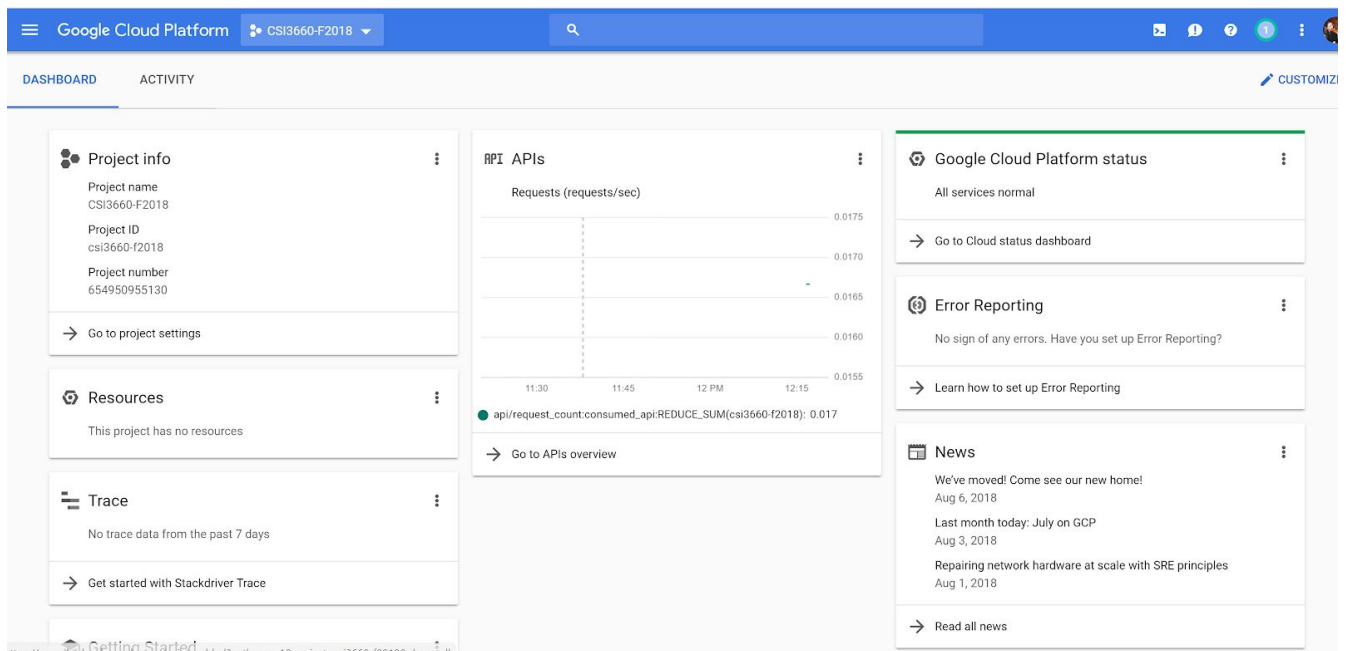 Google Cloud Platform
CSI3660-F2018
1
DASHBOARD
ACTIVITY
CUSTOMIZE
Project info
Project name
CSI3660-F2018
Project ID
csi3660-f2018
Project number
654950955130
Go to project settings
Resources
This project has no resources
Trace
No trace data from the past 7 days
Get started with Stackdriver Trace
Getting Started
API APIs
Requests (requests/sec)
0.0175
0.0170
0.0165
0.0160
0.0155
11:30 11:45 12 PM 12:15
api/request_count:consumed_api:REDUCE_SUM(csi3660-f2018): 0.017
Go to APIs overview
Google Cloud Platform status
All services normal
Go to Cloud status dashboard
Error Reporting
No sign of any errors. Have you set up Error Reporting?
Learn how to set up Error Reporting
News
We've moved! Come see our new home!
Aug 6, 2018
Last month today: July on GCP
Aug 3, 2018
Repairing network hardware at scale with SRE principles
Aug 1, 2018
Read all news